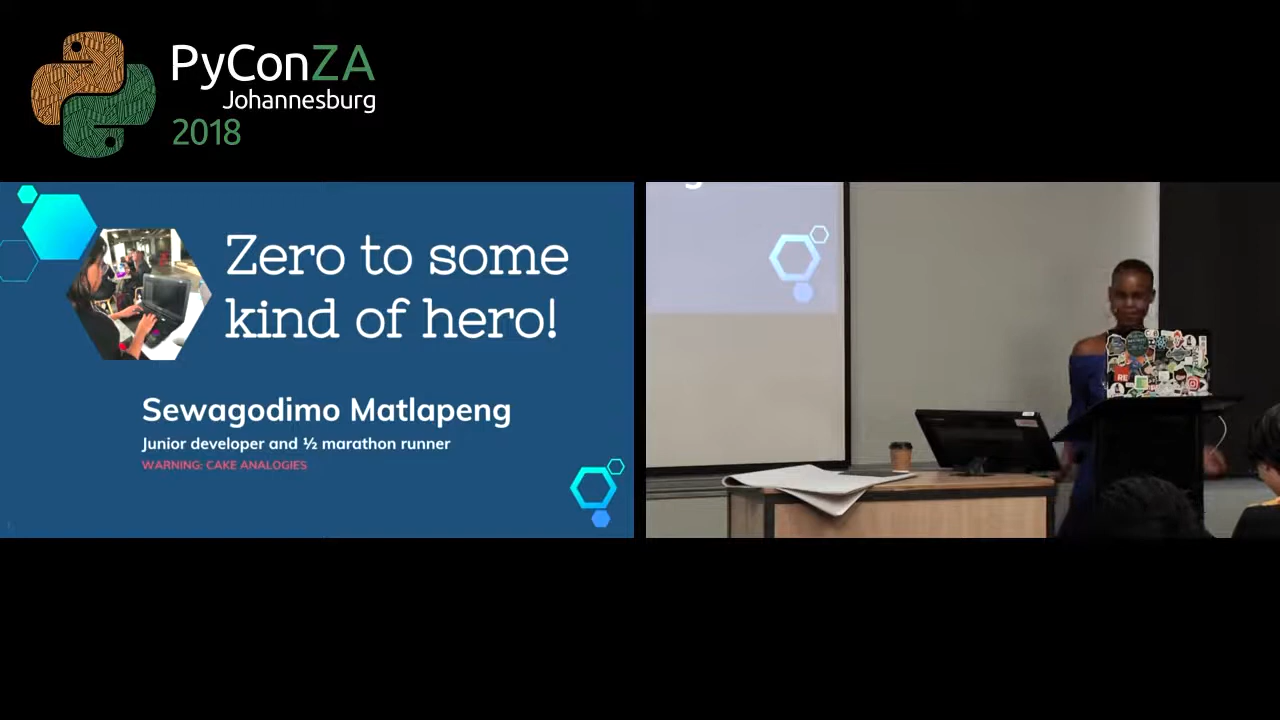 PyConZA
Johannesburg
2018
Zero to some
kind of hero!
Sewagodimo Matlapeng
Junior developer and ½ marathon runner
WARNING: CAKE ANALOGIES
RE